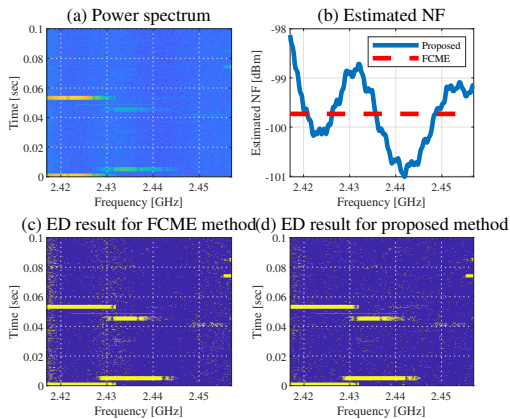 (a) Power spectrum
0.1
0.08
0.06
0.04
0.02
0
Time [sec]
2.42 2.43 2.44 2.45
Frequency [GHz]
(b) Estimated NF
-98
-99
-100
-101
Estimated NF [dBm]
Proposed
FCME
2.42 2.43 2.44 2.45
Frequency [GHz]
(c) ED result for FCME method
0.1
0.08
0.06
0.04
0.02
0
Time [sec]
2.42 2.43 2.44 2.45
Frequency [GHz]
(d) ED result for proposed method
0.1
0.08
0.06
0.04
0.02
0
Time [sec]
2.42 2.43 2.44 2.45
Frequency [GHz]